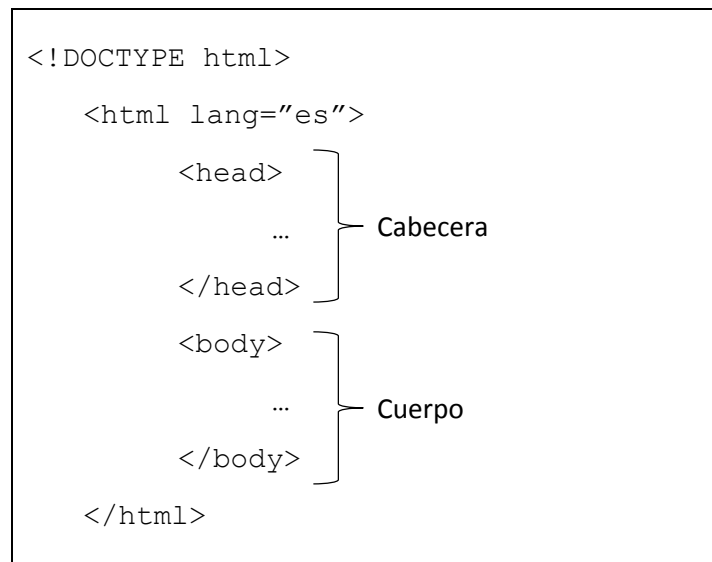 <!DOCTYPE html>
<html lang=”es”>
<head>
… Cabecera
</head>
<body>
… Cuerpo
</body>
</html>